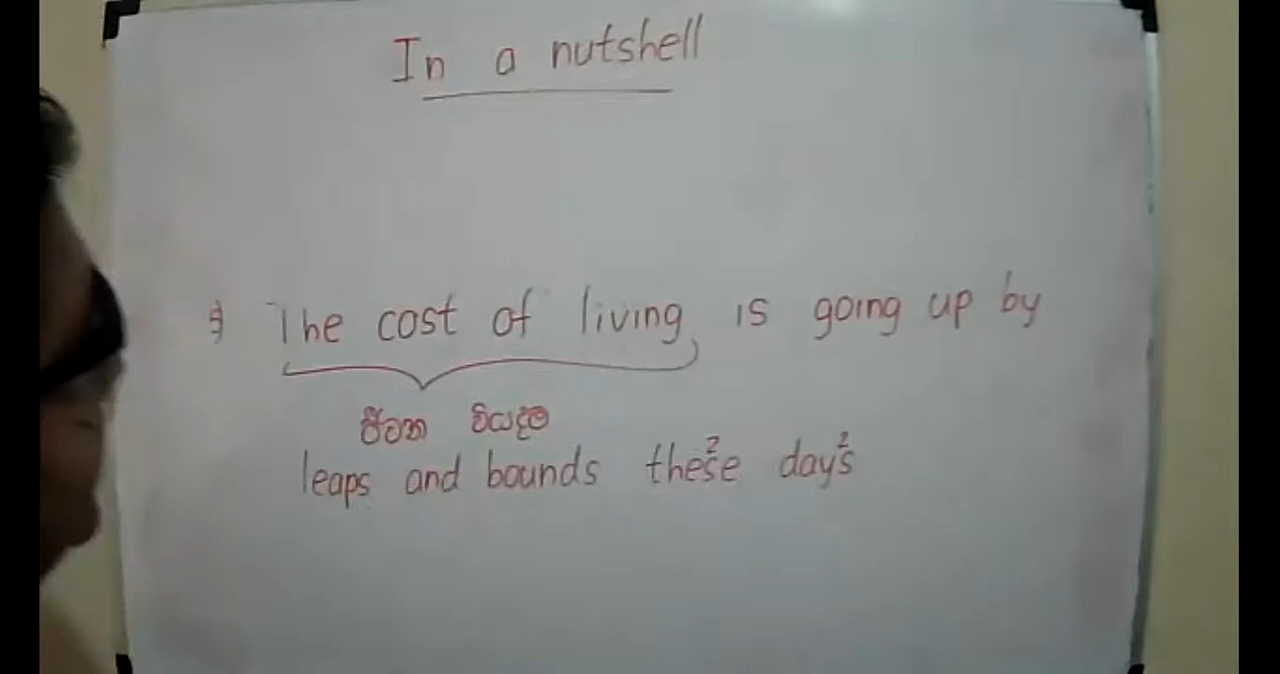 In a nutshell
The cost of living is going up by
ජීවන වියදම
leaps and bounds these days